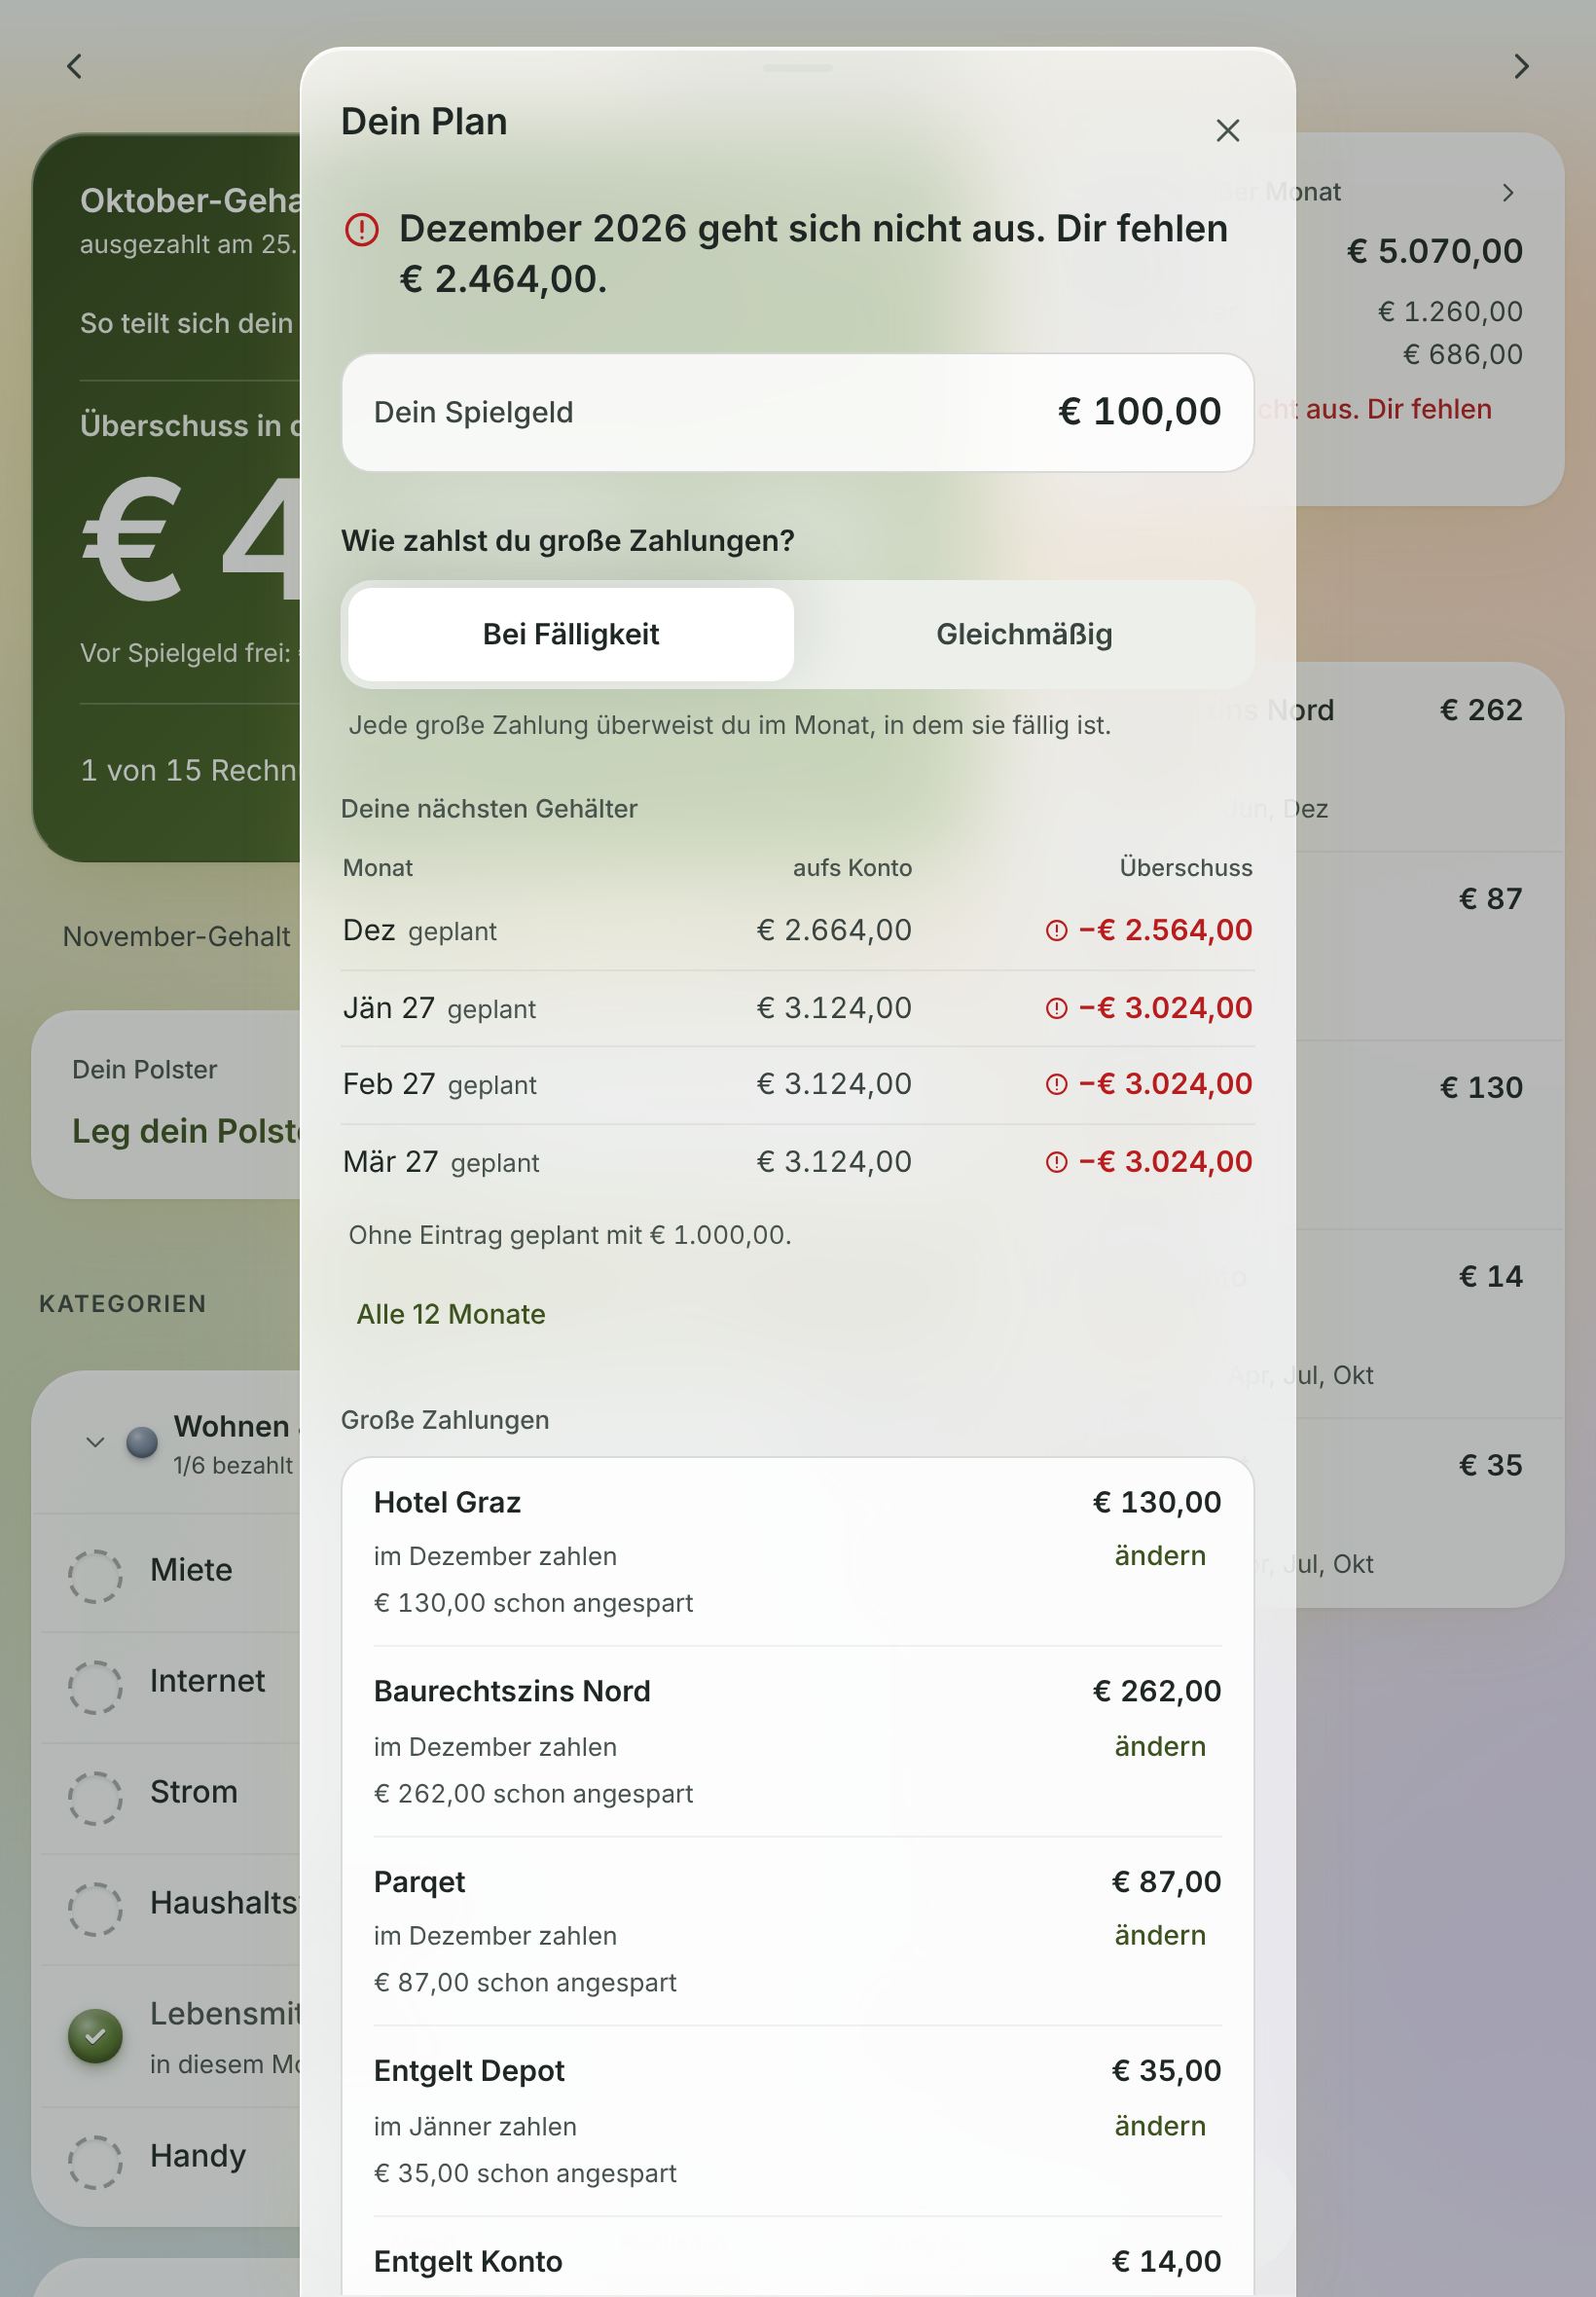 Dein Plan
Dezember 2026 geht sich nicht aus. Dir fehlen
€ 2.464,00.
Dein Spielgeld € 100,00
Wie zahlst du große Zahlungen?
Bei Fälligkeit Gleichmäßig
Jede große Zahlung überweist du im Monat, in dem sie fällig ist.
Deine nächsten Gehälter
Monat aufs Konto Überschuss
Dez geplant € 2.664,00 −€ 2.564,00
Jän 27 geplant € 3.124,00 −€ 3.024,00
Feb 27 geplant € 3.124,00 −€ 3.024,00
Mär 27 geplant € 3.124,00 −€ 3.024,00
Ohne Eintrag geplant mit € 1.000,00.
Alle 12 Monate
Große Zahlungen
Hotel Graz € 130,00
im Dezember zahlen ändern
€ 130,00 schon angespart
Baurechtszins Nord € 262,00
im Dezember zahlen ändern
€ 262,00 schon angespart
Parqet € 87,00
im Dezember zahlen ändern
€ 87,00 schon angespart
Entgelt Depot € 35,00
im Jänner zahlen ändern
€ 35,00 schon angespart
Entgelt Konto € 14,00
Oktober-Geha
ausgezahlt am 25.
So teilt sich dein
Überschuss in d
€ 4
Vor Spielgeld frei:
1 von 15 Rechn
November-Gehalt
Dein Polster
Leg dein Polst
KATEGORIEN
Wohnen
1/6 bezahlt
Miete
Internet
Strom
Haushalts
Lebensmit
in diesem Mo
Handy
er Monat
€ 5.070,00
€ 1.260,00
€ 686,00
cht aus. Dir fehlen
ns Nord € 262
un, Dez
€ 87
€ 130
€ 14
Apr, Jul, Okt
€ 35
r, Jul, Okt